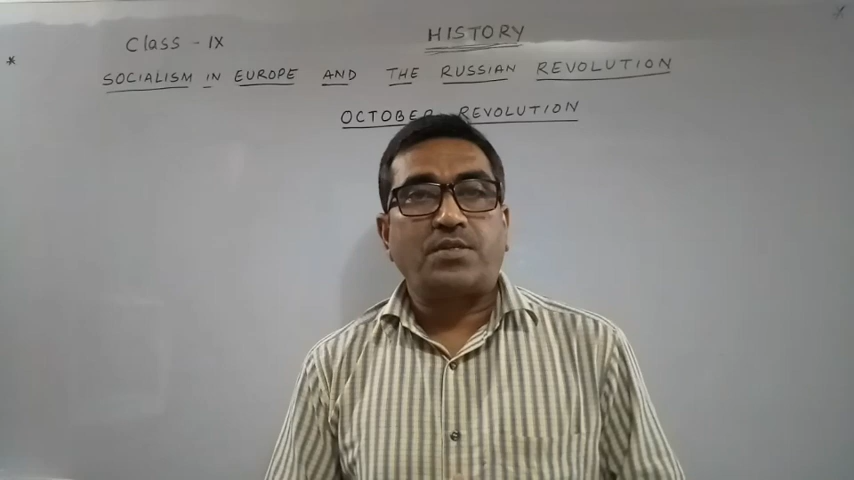 HISTORY
Class - IX
SOCIALISM IN EUROPE AND THE RUSSIAN REVOLUTION
OCTOBER REVOLUTION